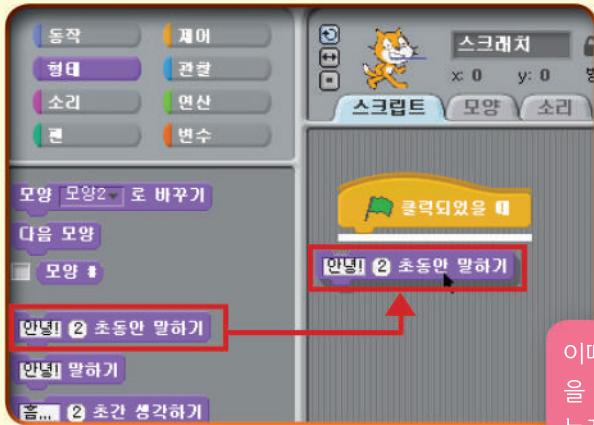 동작
제어
형태
관찰
소리
연산
펜
변수
스크래치
x: 0 y: 0
스크립트 모양 소리
모양 모양2 로 바꾸기
다음 모양
모양 #
안녕! 2 초동안 말하기
안녕! 말하기
흠... 2 초간 생각하기
클릭되었을 때
안녕! 2 초동안 말하기
을